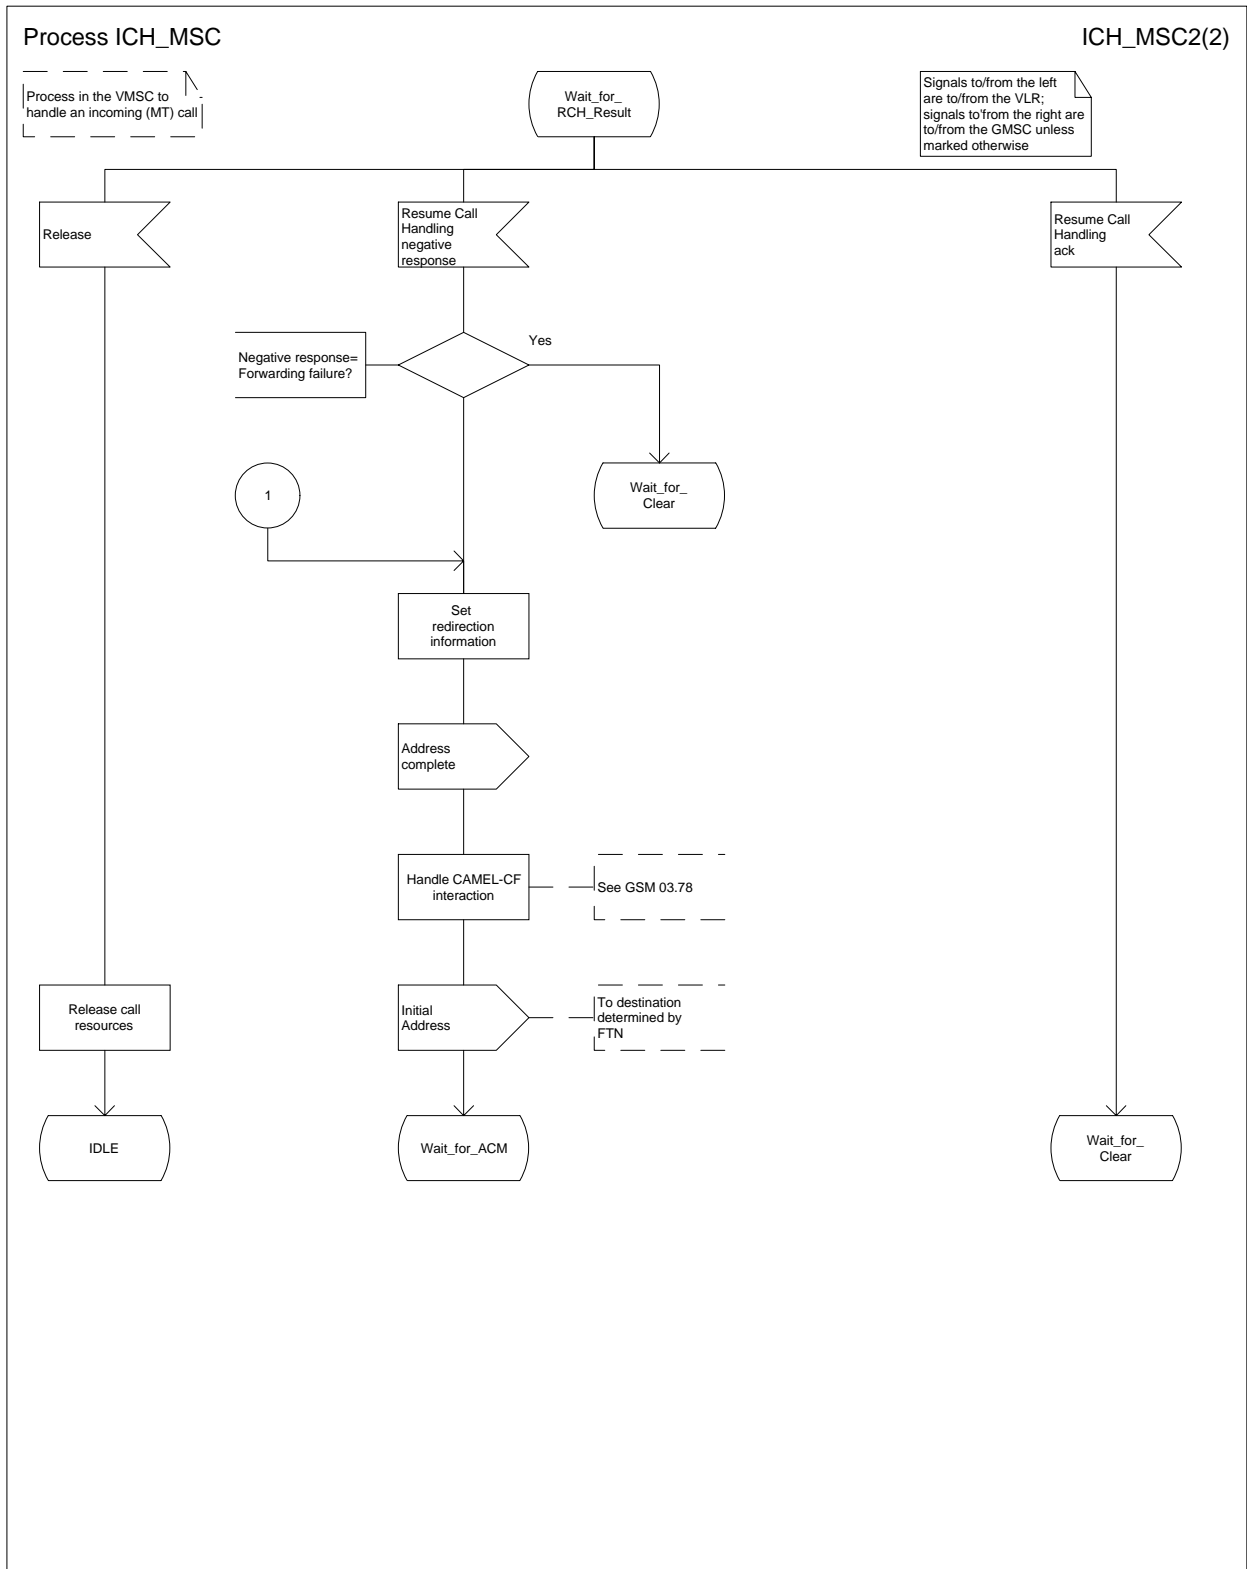 Process ICH_MSC
ICH_MSC2(2)
Process in the VMSC to
handle an incoming (MT) call
Wait_for_
RCH_Result
Signals to/from the left
are to/from the VLR;
signals to'from the right are
to/from the GMSC unless
marked otherwise
Release
Resume Call
Handling
negative
response
Resume Call
Handling
ack
Negative response=
Forwarding failure?
Yes
1
Wait_for_
Clear
Set
redirection
information
Address
complete
Handle CAMEL-CF
interaction
See GSM 03.78
Release call
resources
Initial
Address
To destination
determined by
FTN
IDLE
Wait_for_ACM
Wait_for_
Clear